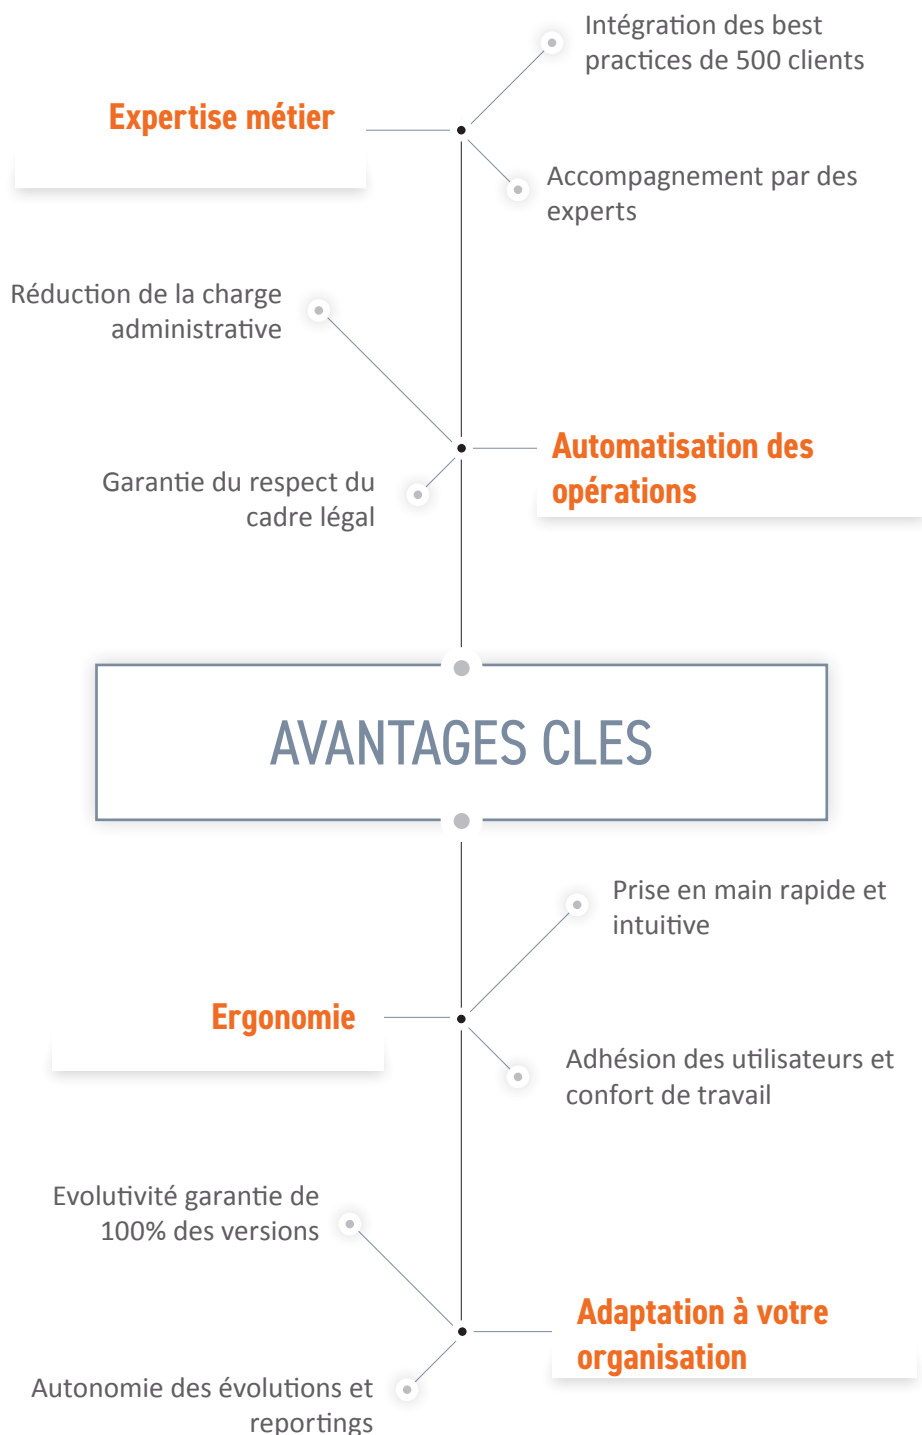 Intégration des best
practices de 500 clients
Expertise métier
Accompagnement par des
experts
Réduction de la charge
administrative
Automatisation des
opérations
Garantie du respect du
cadre légal
AVANTAGES CLES
Prise en main rapide et
intuitive
Ergonomie
Adhésion des utilisateurs et
confort de travail
Evolutivité garantie de
100% des versions
Adaptation à votre
organisation
Autonomie des évolutions et
reportings